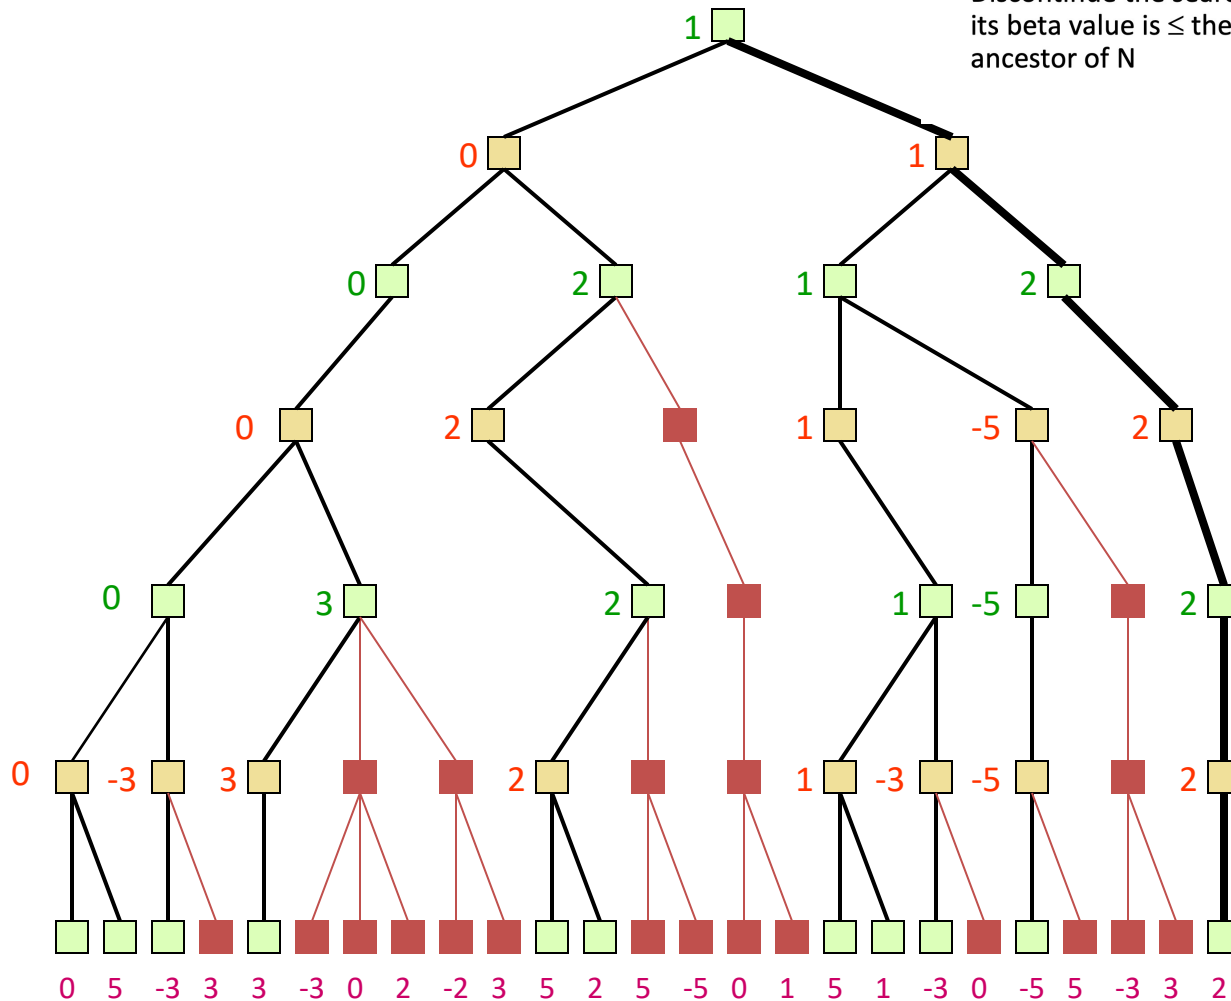 Discontinue the
its beta value is ≤ the
ancestor of N
1
0 1
0 2 1 2
0 2 1 -5 2
0 3 2 1 -5 2
0 -3 3 2 1 -3 -5 2
0 5 -3 3 3 -3 0 2 -2 3 5 2 5 -5 0 1 5 1 -3 0 -5 5 -3 3 2